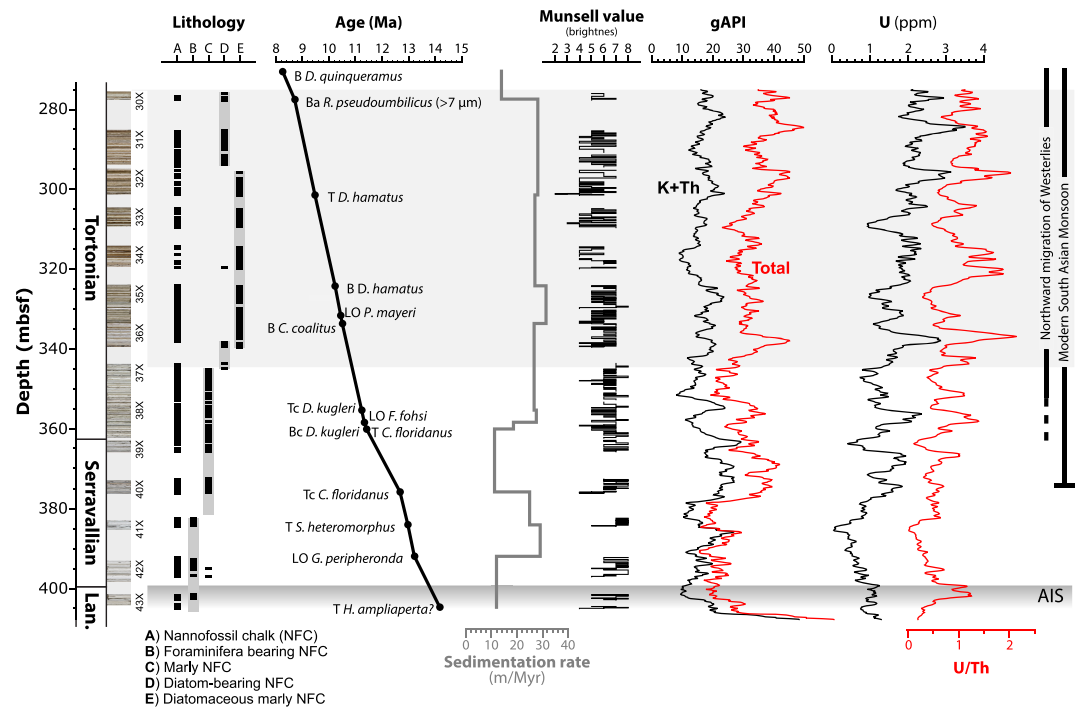 Lithology
A B C D E
Age (Ma)
8 9 10 11 12 13 14 15
Munsell value
(brightnes)
2 3 4 5 6 7 8
gAPI
0 10 20 30 40 50
U (ppm)
0 1 2 3 4
Depth (mbsf)
280
300
320
340
360
380
400
Tortonian
Serravallian
Lan.
30X
31X
32X
33X
34X
35X
36X
37X
38X
39X
40X
41X
42X
43X
B D. quinqueramus
Ba R. pseudoumbilicus (>7 μm)
T D. hamatus
B D. hamatus
LO P. mayeri
B C. coalitus
Tc D. kugleri
LO F. fohsi
Bc D. kugleri
T C. floridanus
Tc C. floridanus
T S. heteromorphus
LO G. peripheronda
T H. ampliaperta?
K+Th
Total
Northward migration of Westerlies
Modern South Asian Monsoon
AIS
A) Nannofossil chalk (NFC)
B) Foraminifera bearing NFC
C) Marly NFC
D) Diatom-bearing NFC
E) Diatomaceous marly NFC
0 10 20 30 40
Sedimentation rate
(m/Myr)
0 1 2
U/Th